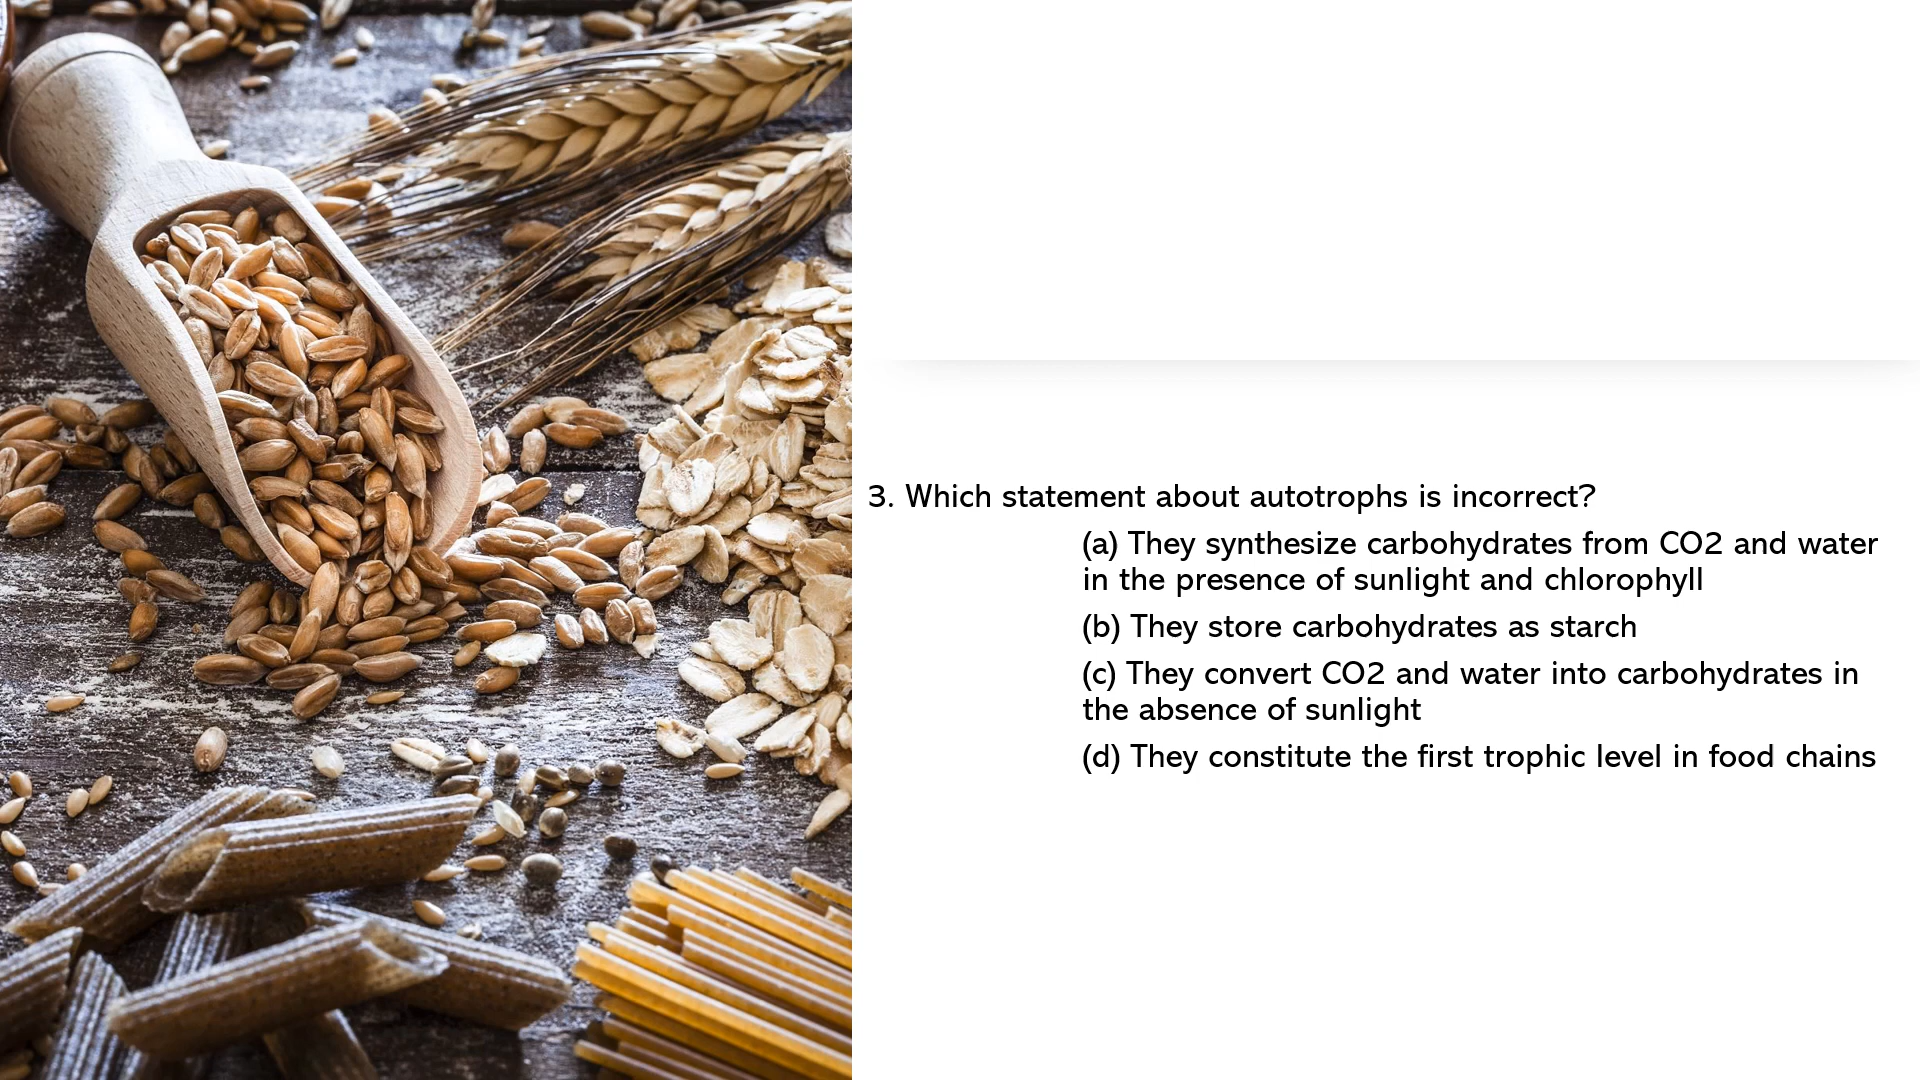 3. Which statement about autotrophs is incorrect?
(a) They synthesize carbohydrates from CO2 and water
in the presence of sunlight and chlorophyll
(b) They store carbohydrates as starch
(c) They convert CO2 and water into carbohydrates in
the absence of sunlight
(d) They constitute the first trophic level in food chains